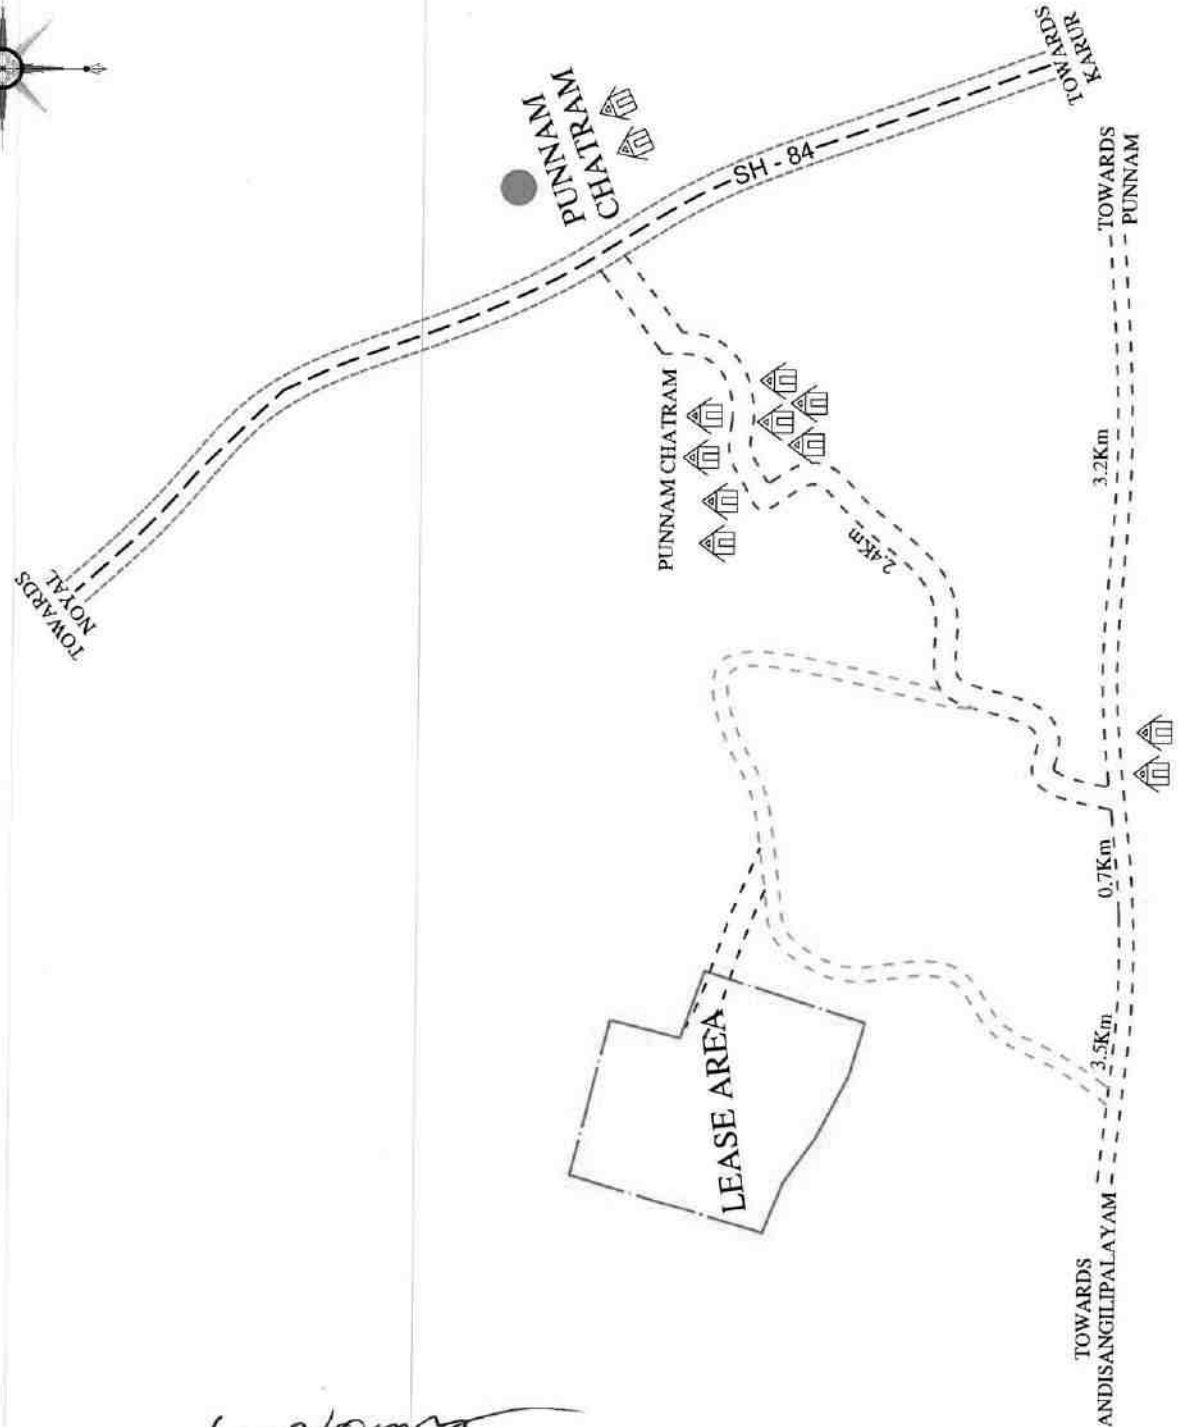 TOWARDS
NOYAL
PUNNAM
CHATRAM
SH - 84
TOWARDS
KARUR
PUNNAM CHATRAM
2.4Km
TOWARDS
PUNNAM
3.2Km
0.7Km
3.5Km
LEASE AREA
TOWARDS
ANDISANGILIPALAYAM